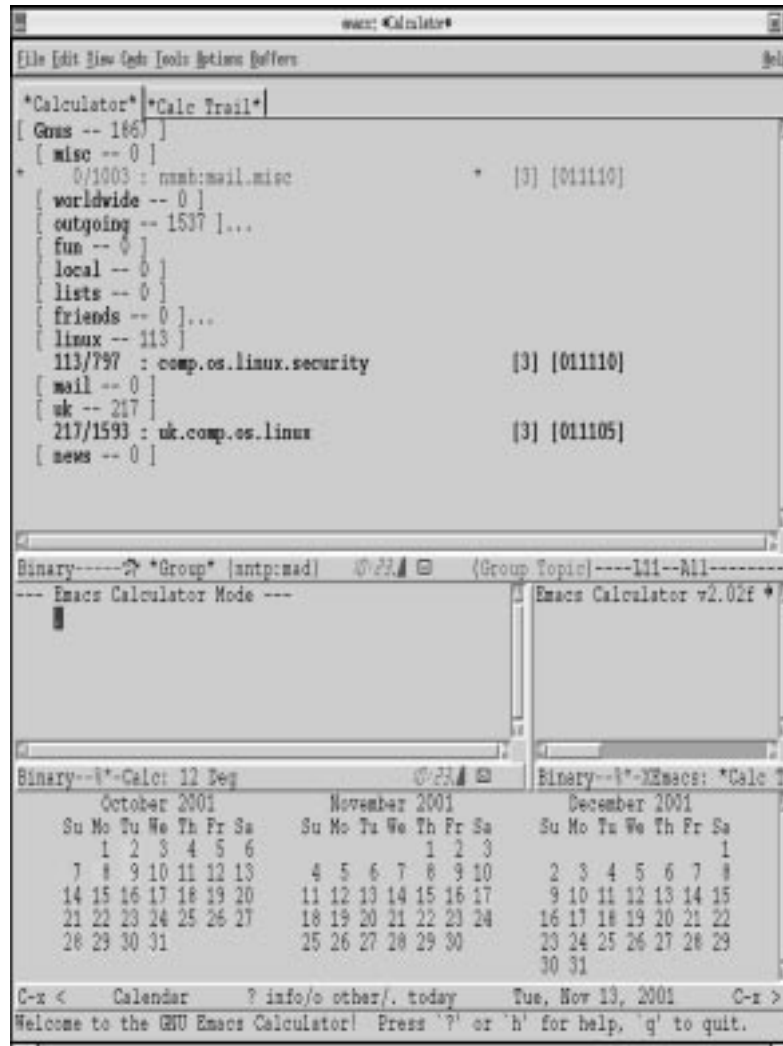 emacs: *Calculator*
File Edit View Cmds Tools Options Buffers Hel
*Calculator* *Calc Trail*
[ Gnus -- 1867 ]
[ misc -- 0 ]
* 0/1003 : nnmh:mail.misc * [3] [011110]
[ worldwide -- 0 ]
[ outgoing -- 1537 ]...
[ fun -- 0 ]
[ local -- 0 ]
[ lists -- 0 ]
[ friends -- 0 ]...
[ linux -- 113 ]
113/797 : comp.os.linux.security [3] [011110]
[ mail -- 0 ]
[ uk -- 217 ]
217/1593 : uk.comp.os.linux [3] [011105]
[ news -- 0 ]
Binary----- *Group* {nntp:mad} (Group Topic)----L11--All--------
--- Emacs Calculator Mode ---
.
Emacs Calculator v2.02f
Binary--%*-Calc: 12 Deg
Binary--%*-XEmacs: *Calc T
October 2001 November 2001 December 2001
Su Mo Tu We Th Fr Sa Su Mo Tu We Th Fr Sa Su Mo Tu We Th Fr Sa
1 2 3 4 5 6 1 2 3 1
7 8 9 10 11 12 13 4 5 6 7 8 9 10 2 3 4 5 6 7 8
14 15 16 17 18 19 20 11 12 13 14 15 16 17 9 10 11 12 13 14 15
21 22 23 24 25 26 27 18 19 20 21 22 23 24 16 17 18 19 20 21 22
28 29 30 31 25 26 27 28 29 30 23 24 25 26 27 28 29
30 31
C-x < Calendar ? info/o other/. today Tue, Nov 13, 2001 C-x >
Welcome to the GNU Emacs Calculator! Press `?' or `h' for help, `q' to quit.